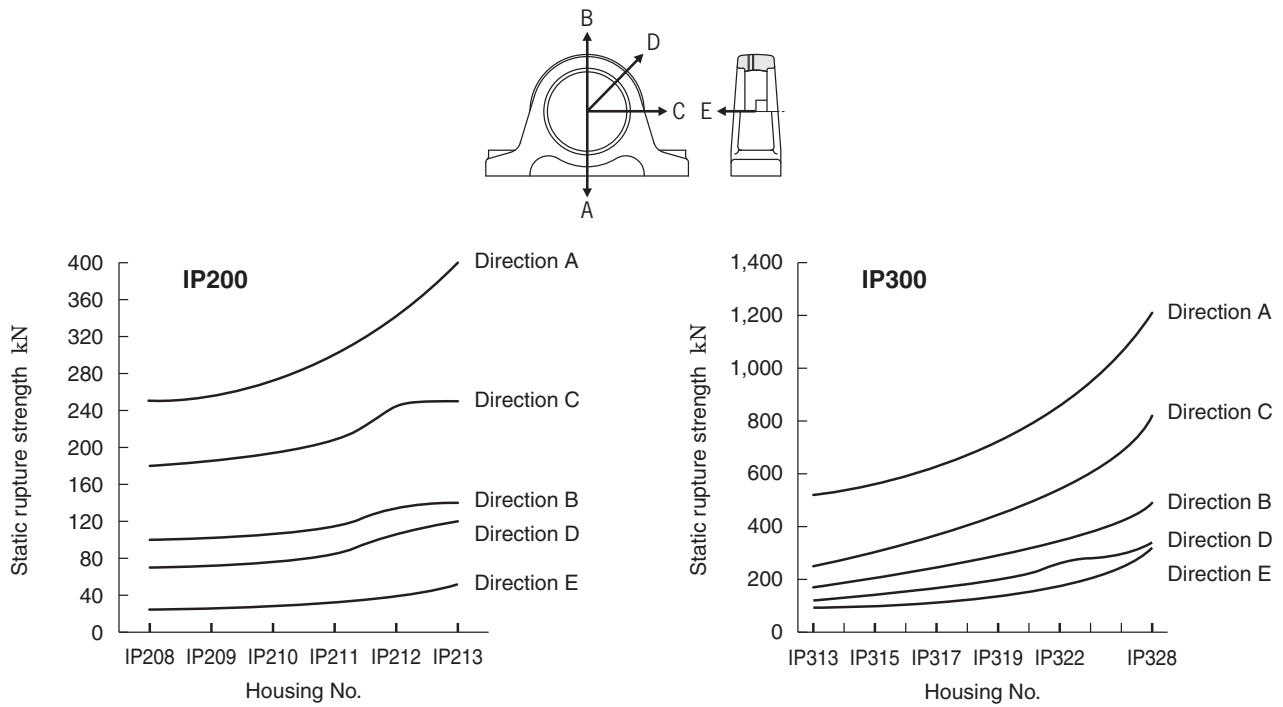 B
D
C
E
A
IP200
Static rupture strength kN
400
360
320
280
240
200
160
120
80
40
0
Direction A
Direction C
Direction B
Direction D
Direction E
IP208 IP209 IP210 IP211 IP212 IP213
Housing No.
IP300
Static rupture strength kN
1,400
1,200
1,000
800
600
400
200
0
Direction A
Direction C
Direction B
Direction D
Direction E
IP313 IP315 IP317 IP319 IP322 IP328
Housing No.